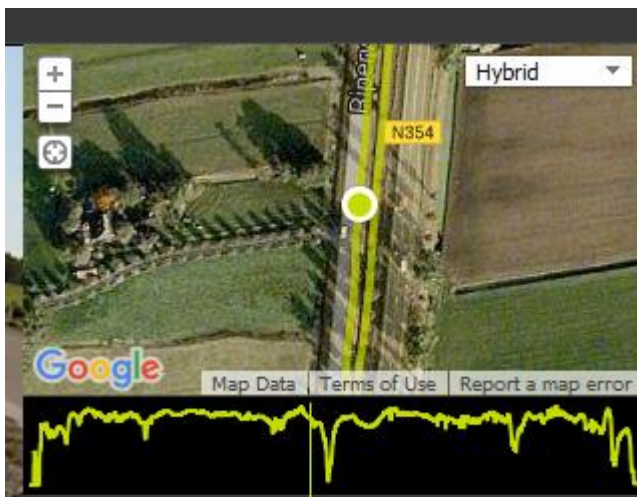 +
Hybrid
−
N354
Google
Map Data
Terms of Use
Report a map error